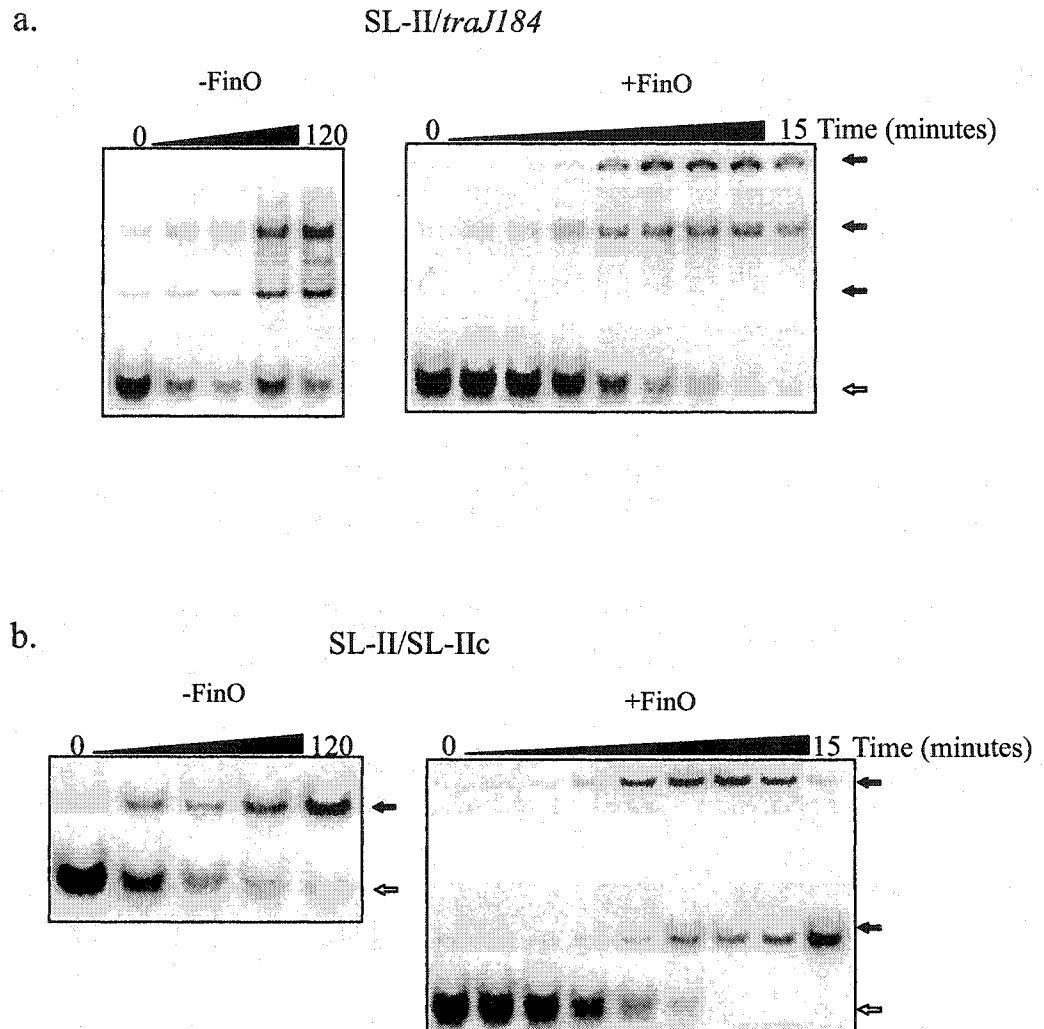 a.
SL-II/traJ184
-FinO
+FinO
0 120
0 15 Time (minutes)
b.
SL-II/SL-IIc
-FinO
+FinO
0 120
0 15 Time (minutes)